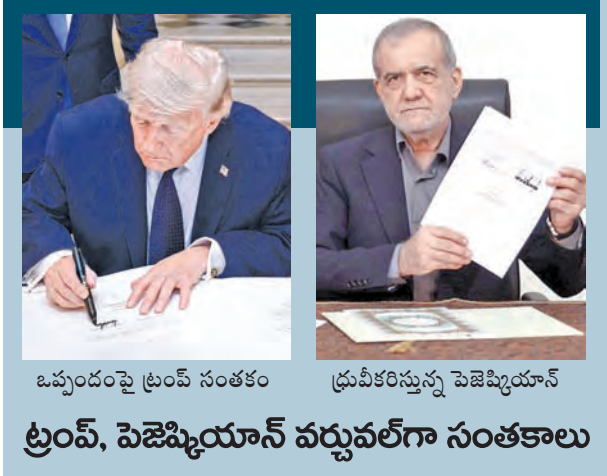 ఒప్పందంపై ట్రంప్ సంతకం
ధ్రువీకరిస్తున్న పెజెష్కియాన్
ట్రంప్, పెజెష్కియాన్ వర్చువల్‌గా సంతకాలు